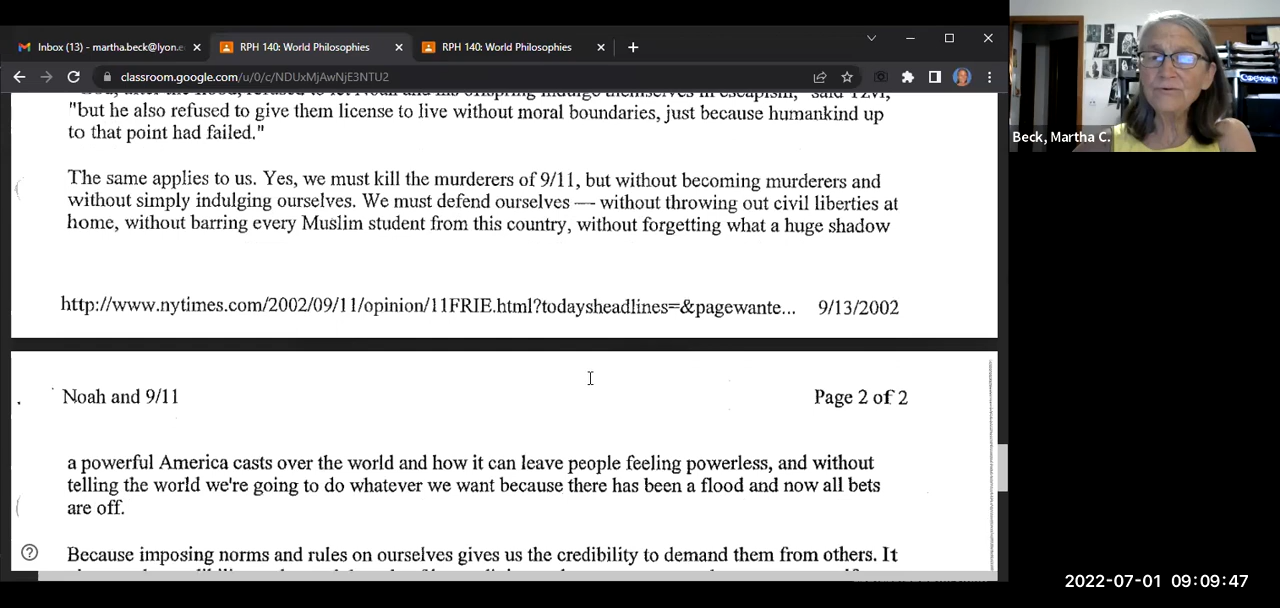 Inbox (13) - martha.beck@lyon.e
RPH 140: World Philosophies
RPH 140: World Philosophies
classroom.google.com/u/0/c/NDUxMjAwNjE3NTU2
Beck, Martha C.
"but he also refused to give them license to live without moral boundaries, just because humankind up
to that point had failed."
The same applies to us. Yes, we must kill the murderers of 9/11, but without becoming murderers and
without simply indulging ourselves. We must defend ourselves — without throwing out civil liberties at
home, without barring every Muslim student from this country, without forgetting what a huge shadow
http://www.nytimes.com/2002/09/11/opinion/11FRIE.html?todaysheadlines=&pagewante... 9/13/2002
Noah and 9/11 Page 2 of 2
a powerful America casts over the world and how it can leave people feeling powerless, and without
telling the world we're going to do whatever we want because there has been a flood and now all bets
are off.
Because imposing norms and rules on ourselves gives us the credibility to demand them from others. It
2022-07-01 09:09:47